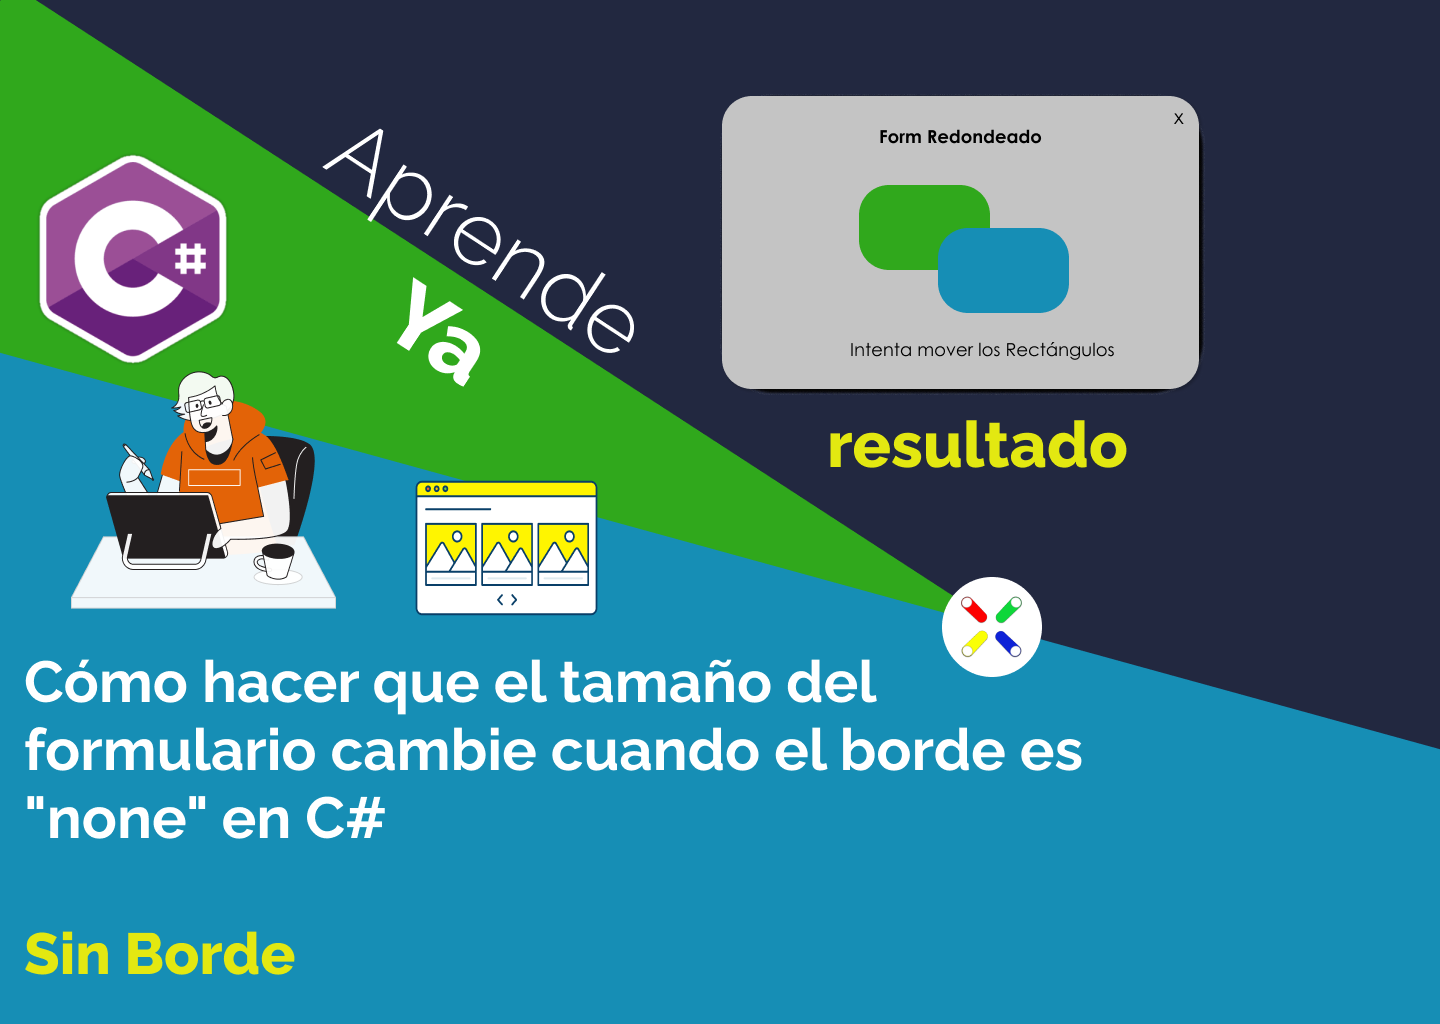 Aprende
Ya
C#
X
Form Redondeado
Intenta mover los Rectángulos
resultado
Cómo hacer que el tamaño del
formulario cambie cuando el borde es
"none" en C#
Sin Borde